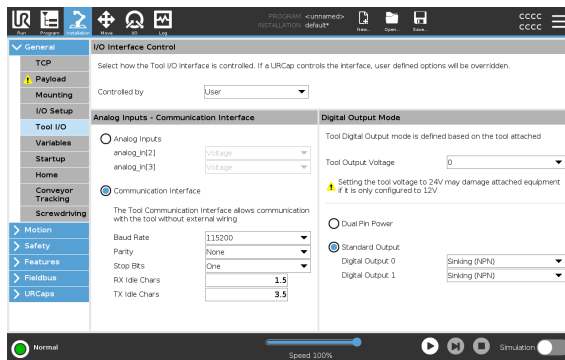 PROGRAM <unnamed>
INSTALLATION default*
CCCC
CCCC
Run
Program
Installation
Move
I/O
Log
New...
Open...
Save...
General
TCP
Payload
Mounting
I/O Setup
Tool I/O
Variables
Startup
Home
Conveyor
Tracking
Screwdriving
Motion
Safety
Features
Fieldbus
URCaps
I/O Interface Control
Select how the Tool I/O interface is controlled. If a URCap controls the interface, user defined options will be overridden.
Controlled by
User
Analog Inputs - Communication Interface
Analog Inputs
analog_in[2]
Voltage
analog_in[3]
Voltage
Communication Interface
The Tool Communication Interface allows communication
with the tool without external wiring
Baud Rate
115200
Parity
None
Stop Bits
One
RX Idle Chars
1.5
TX Idle Chars
3.5
Digital Output Mode
Tool Digital Output mode is defined based on the tool attached
Tool Output Voltage
0
Setting the tool voltage to 24V may damage attached equipment
if it is only configured to 12V
Dual Pin Power
Standard Output
Digital Output 0
Sinking (NPN)
Digital Output 1
Sinking (NPN)
Normal
Speed 100%
Simulation